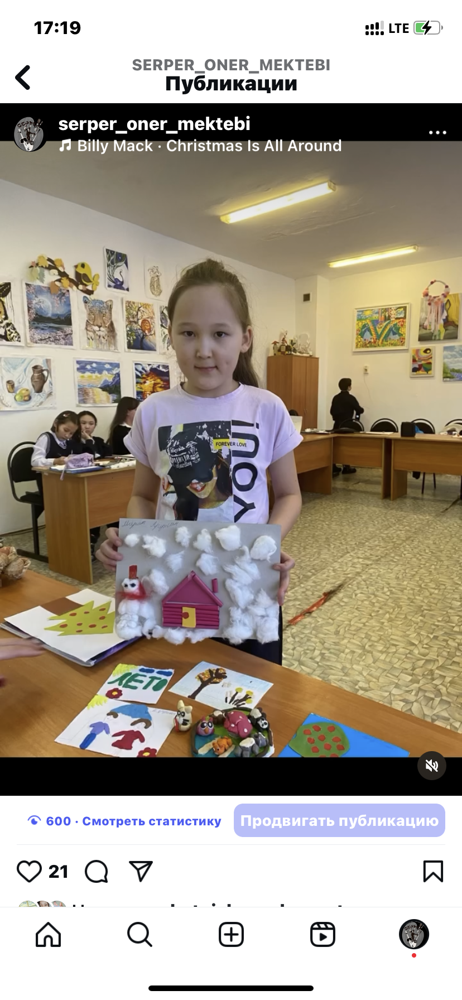 17:19
LTE
SERPER_ONER_MEKTEBI
Публикации
serper_oner_mektebi
Billy Mack · Christmas Is All Around
FOREVER LOVE
YOU!
ЛЕТО
600 · Смотреть статистику
Продвигать публикацию
21